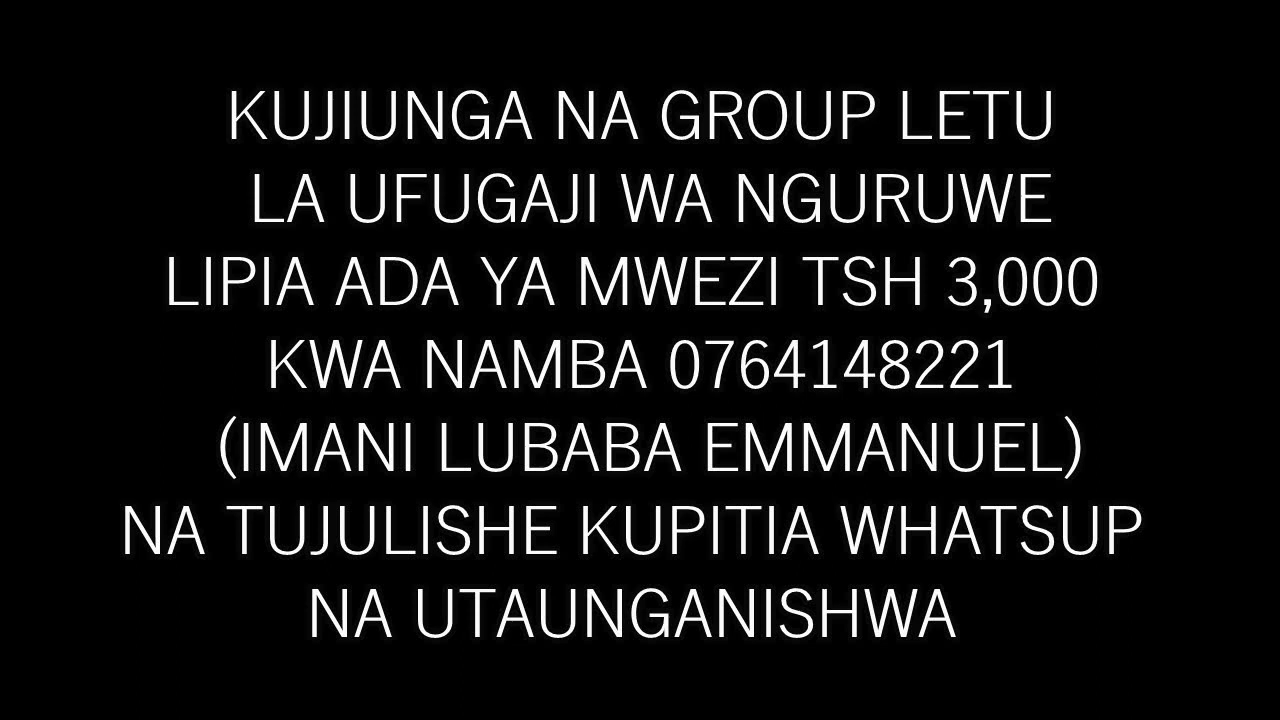 KUJIUNGA NA GROUP LETU
LA UFUGAJI WA NGURUWE
LIPIA ADA YA MWEZI TSH 3,000
KWA NAMBA 0764148221
(IMANI LUBABA EMMANUEL)
NA TUJULISHE KUPITIA WHATSUP
NA UTAUNGANISHWA